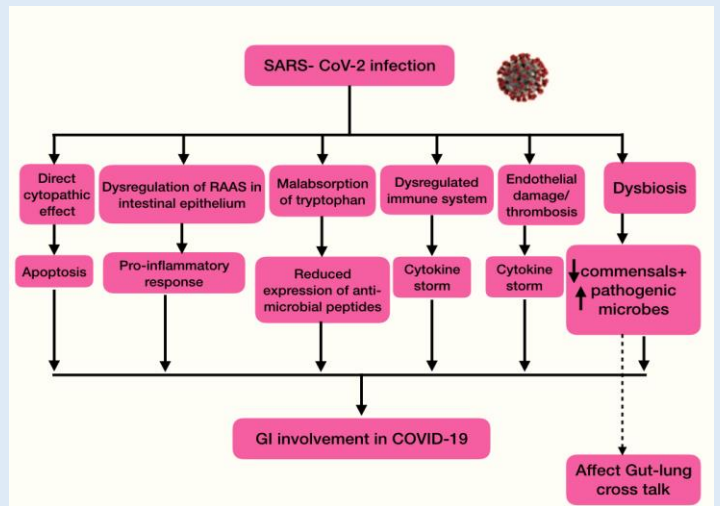 SARS- CoV-2 infection
Direct
cytopathic
effect
Dysregulation of RAAS in
intestinal epithelium
Malabsorption
of tryptophan
Dysregulated
immune system
Endothelial
damage/
thrombosis
Dysbiosis
Apoptosis
Pro-inflammatory
response
Reduced
expression of anti-
microbial peptides
Cytokine
storm
Cytokine
storm
↓commensals+
↑ pathogenic
microbes
GI involvement in COVID-19
Affect Gut-lung
cross talk